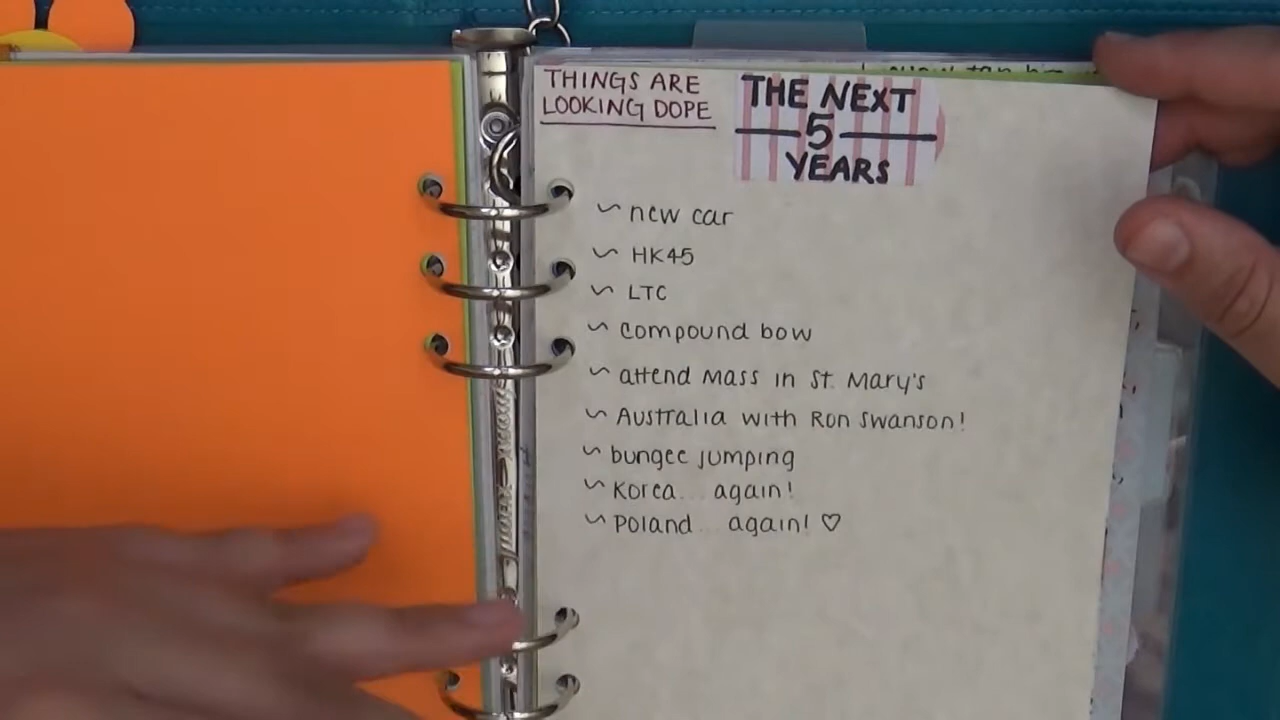 THINGS ARE
LOOKING DOPE
THE NEXT
5
YEARS
~ new car
~ HK45
~ LTC
~ compound bow
~ attend Mass in St. Mary's
~ Australia with Ron Swanson!
~ bungee jumping
~ Korea... again!
~ Poland... again! ♡